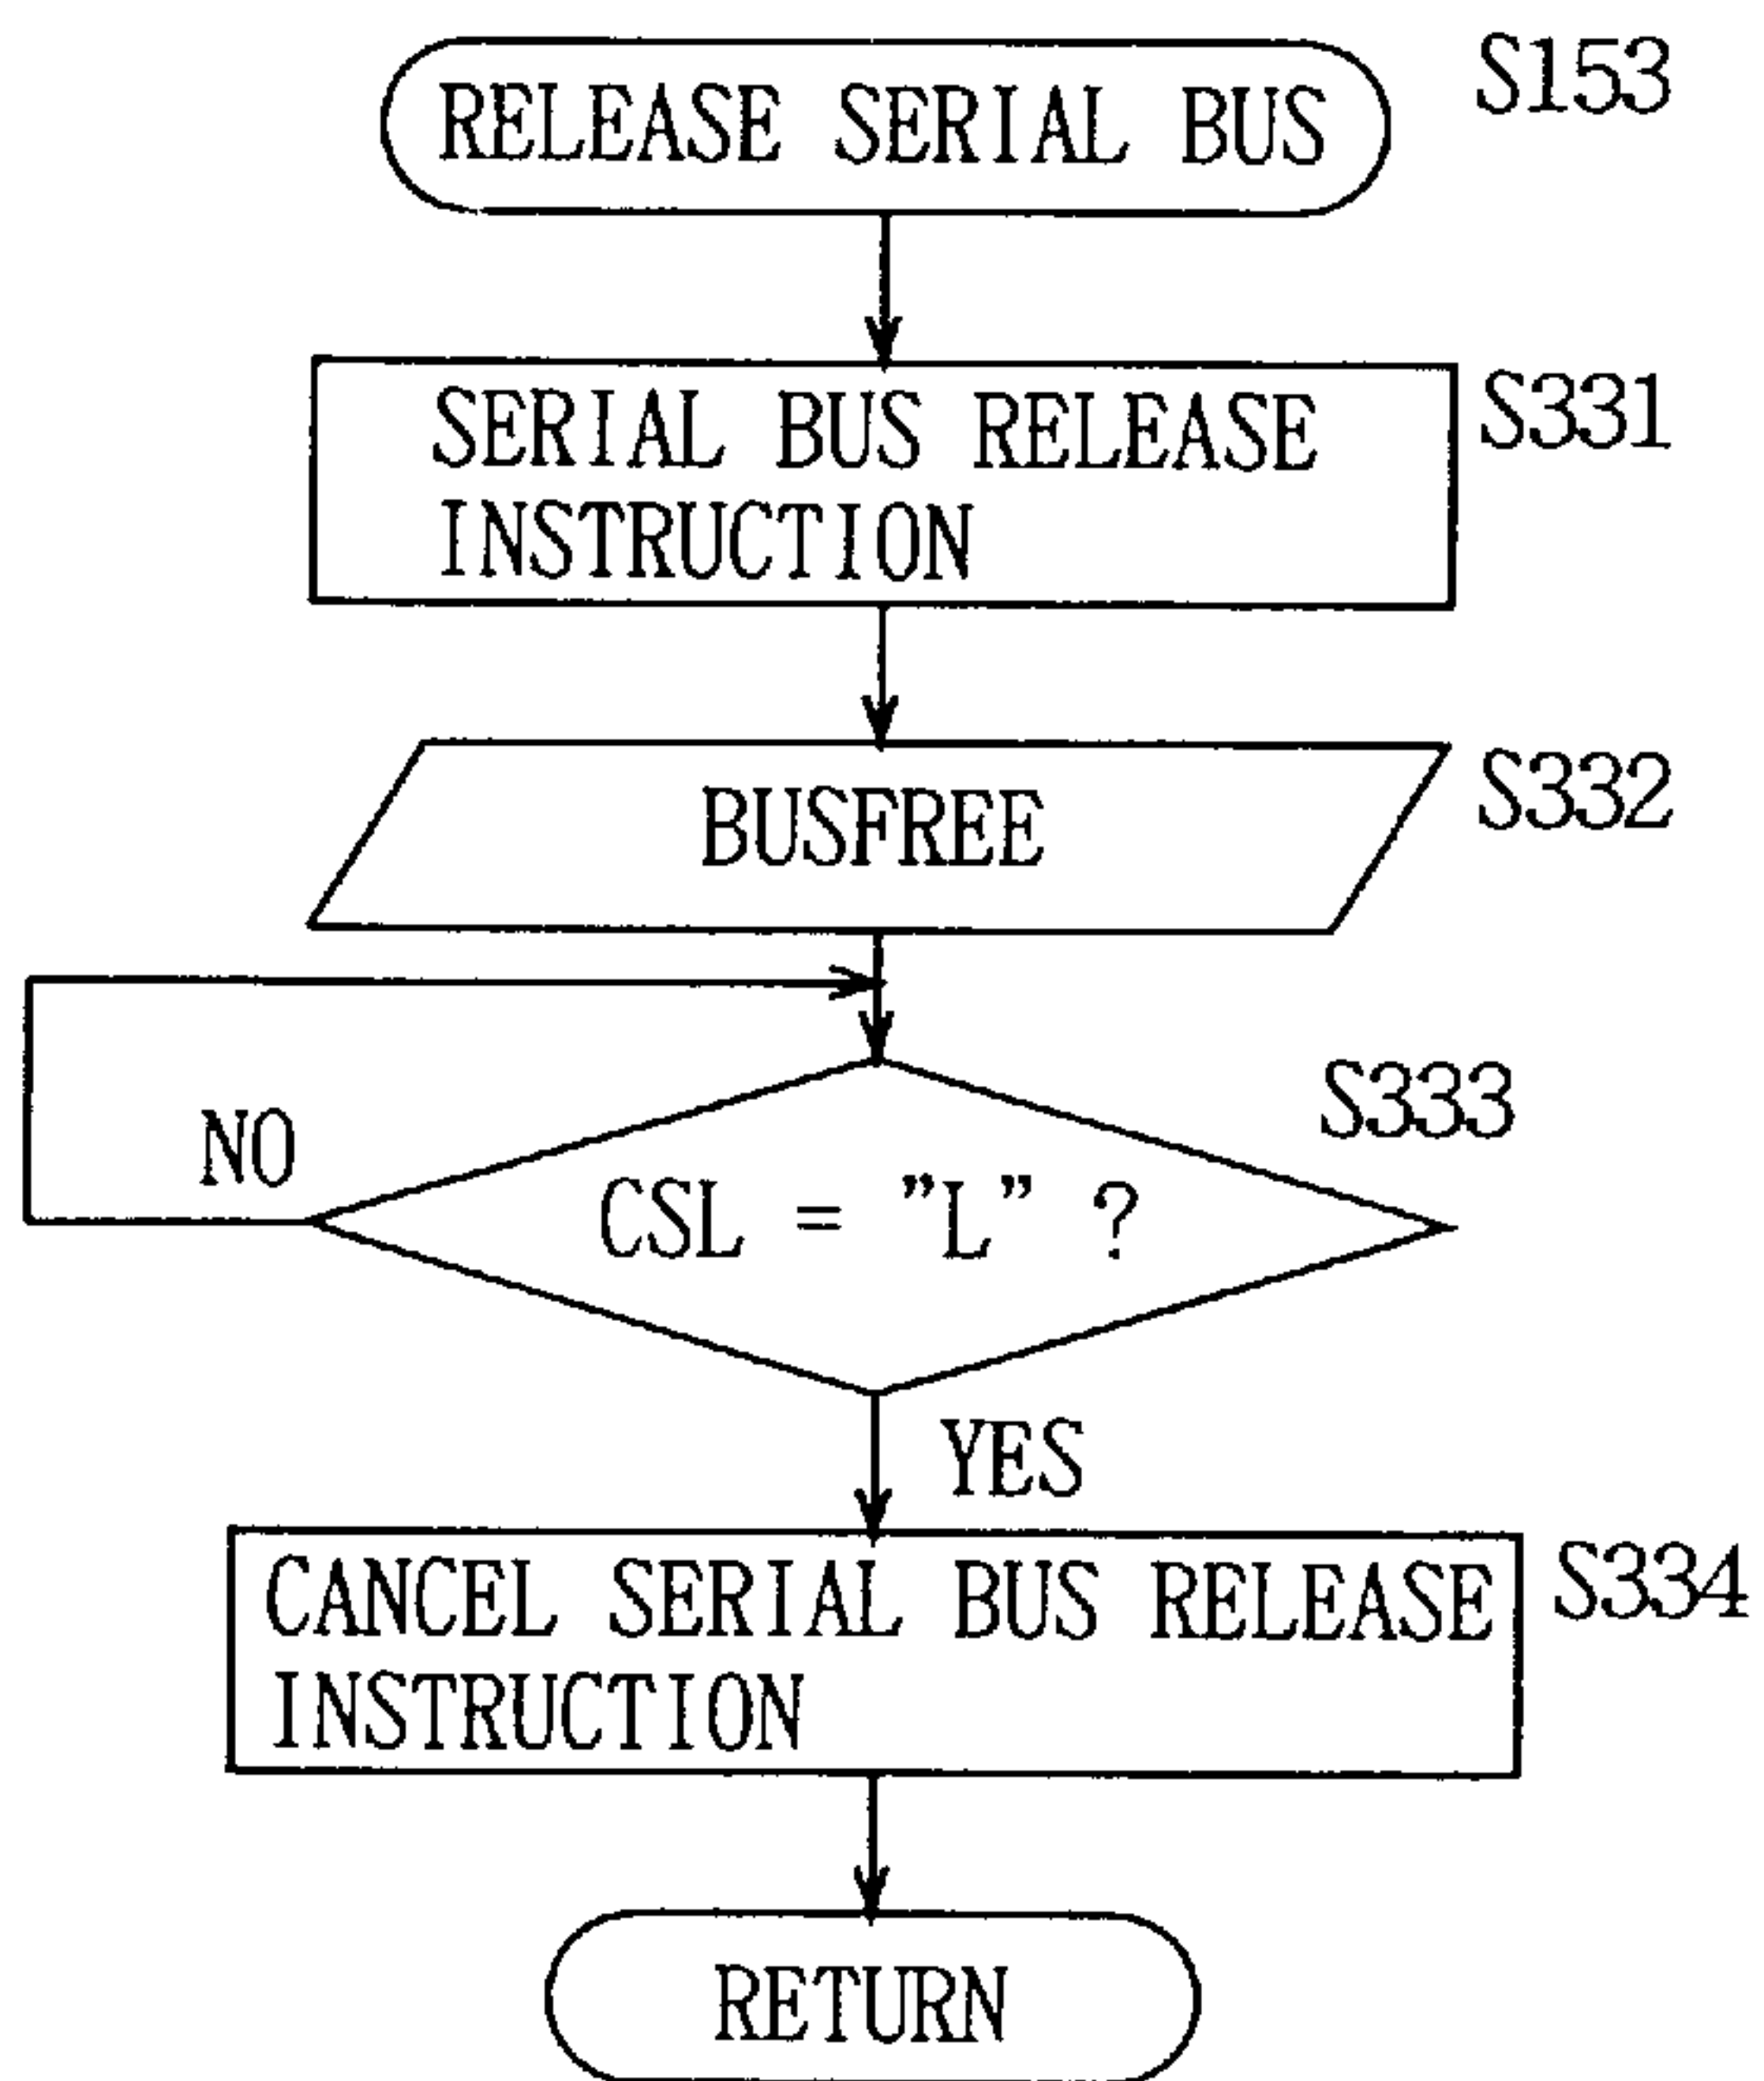 RELEASE SERIAL BUS
S153
SERIAL BUS RELEASE
INSTRUCTION
S331
BUSFREE
S332
S333
NO
CSL = ”L” ?
YES
CANCEL SERIAL BUS RELEASE
INSTRUCTION
S334
RETURN